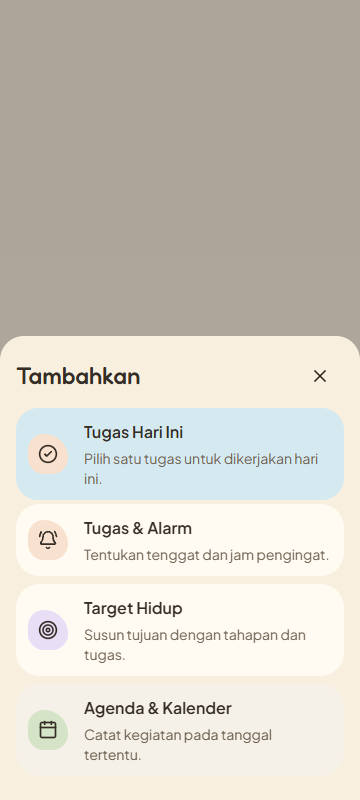 Tambahkan
Tugas Hari Ini
Pilih satu tugas untuk dikerjakan hari
ini.
Tugas & Alarm
Tentukan tenggat dan jam pengingat.
Target Hidup
Susun tujuan dengan tahapan dan
tugas.
Agenda & Kalender
Catat kegiatan pada tanggal
tertentu.